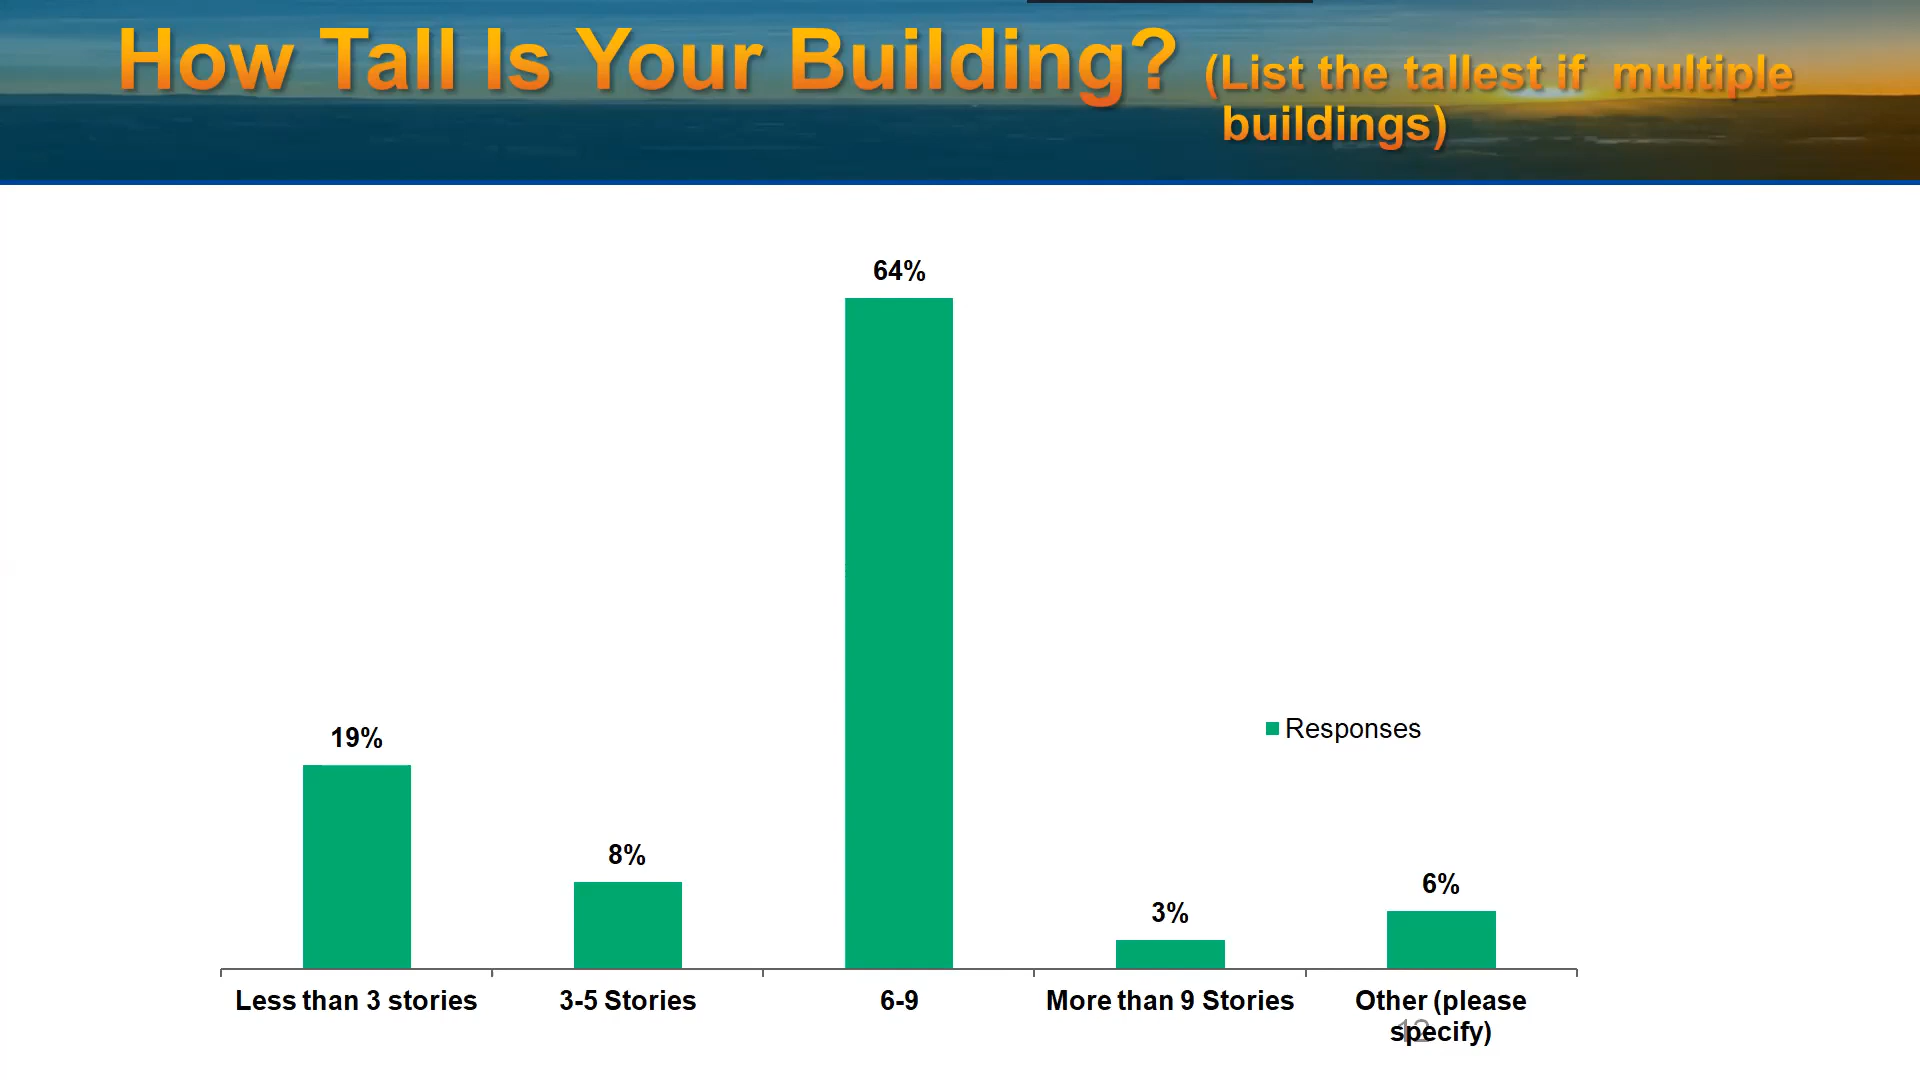 How Tall Is Your Building? (List the tallest if multiple
buildings)
64%
19%
Responses
8%
6%
3%
Less than 3 stories 3-5 Stories 6-9 More than 9 Stories Other (please
specify)
12